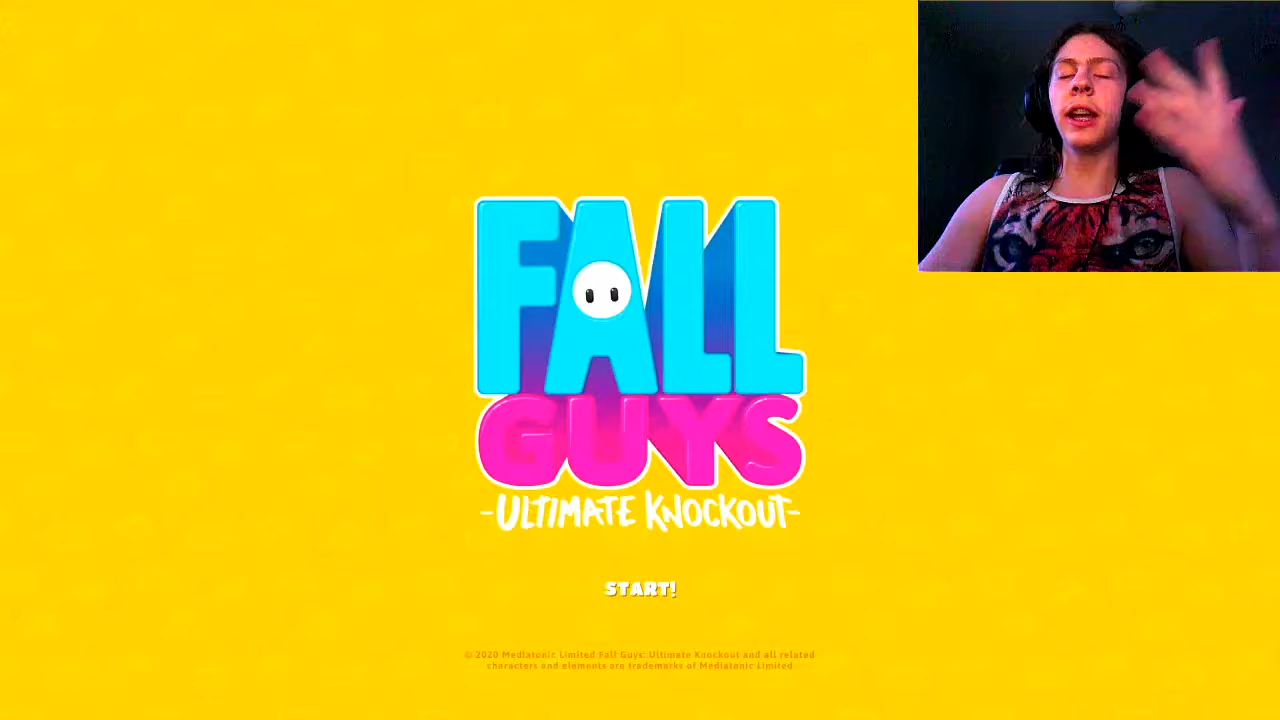 FALL
GUYS
-ULTIMATE KNOCKOUT-
START!
© 2020 Mediatonic Limited Fall Guys: Ultimate Knockout and all related
characters and elements are trademarks of Mediatonic Limited